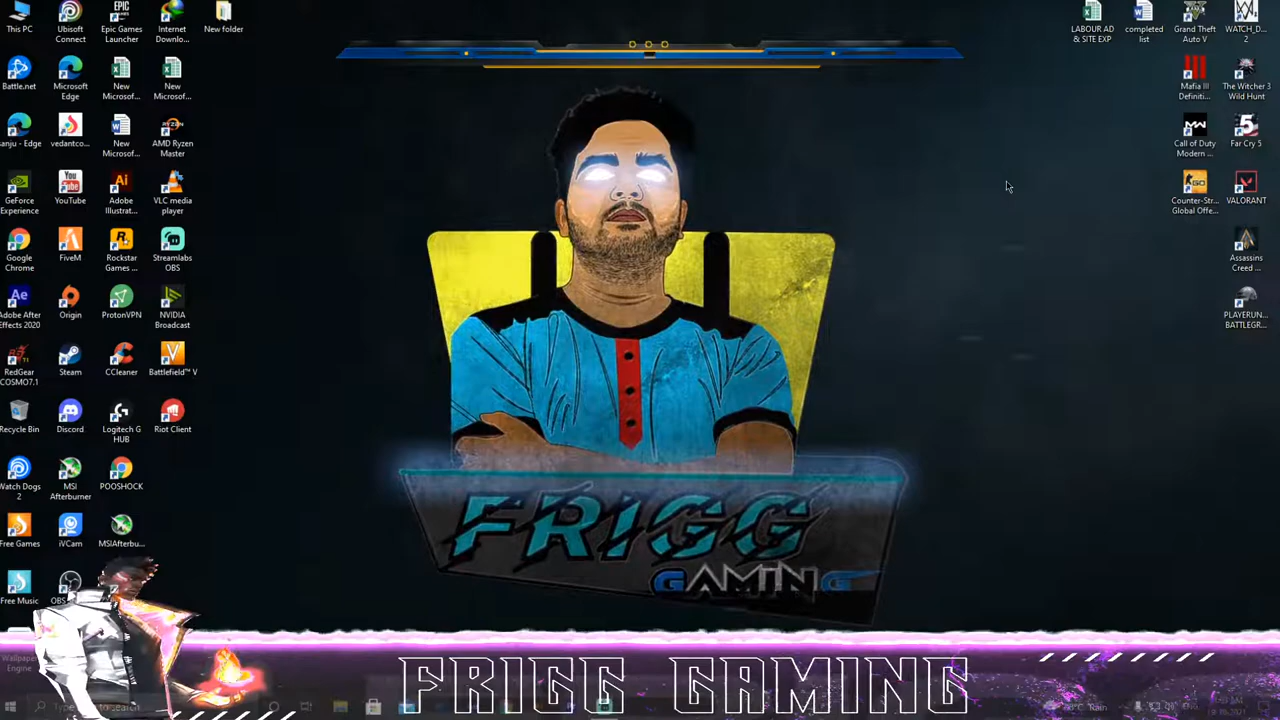 This PC
Ubisoft
Connect
Epic Games
Launcher
Internet
Downlo...
New folder
LABOUR AD
& SITE EXP
completed
list
Grand Theft
Auto V
WATCH_D...
2
Battle.net
Microsoft
Edge
New
Microsof...
New
Microsof...
Mafia III
Definiti...
The Witcher 3
Wild Hunt
sanju - Edge
vedantco...
New
Microsof...
AMD Ryzen
Master
Call of Duty
Modern ...
Far Cry 5
GeForce
Experience
YouTube
Adobe
Illustrat...
VLC media
player
Counter-Str...
Global Offe...
VALORANT
Google
Chrome
FiveM
Rockstar
Games ...
Streamlabs
OBS
Assassins
Creed ...
Adobe After
Effects 2020
Origin
ProtonVPN
NVIDIA
Broadcast
PLAYERUN...
BATTLEGR...
RedGear
COSMO7.1
Steam
CCleaner
Battlefield™ V
Recycle Bin
Discord
Logitech G
HUB
Riot Client
Watch Dogs
2
MSI
Afterburner
POOSHOCK
Free Games
iVCam
MSIAfterbu...
Free Music
OBS
FRIGG
GAMING
Wallpaper
Engine
FRIGG GAMING
Rain